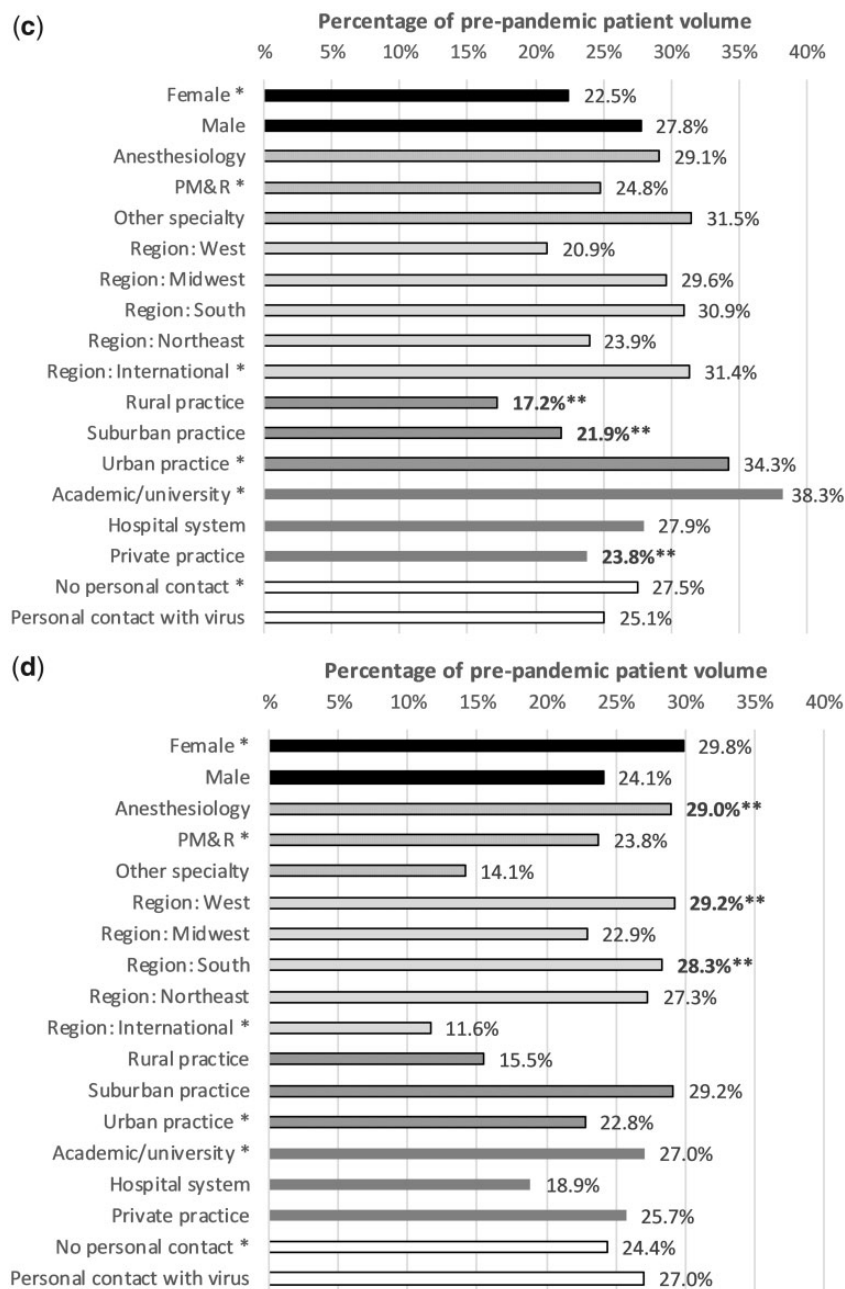 (c)
Percentage of pre-pandemic patient volume
% 5% 10% 15% 20% 25% 30% 35% 40%
Female * 22.5%
Male 27.8%
Anesthesiology 29.1%
PM&R * 24.8%
Other specialty 31.5%
Region: West 20.9%
Region: Midwest 29.6%
Region: South 30.9%
Region: Northeast 23.9%
Region: International * 31.4%
Rural practice 17.2%**
Suburban practice 21.9%**
Urban practice * 34.3%
Academic/university * 38.3%
Hospital system 27.9%
Private practice 23.8%**
No personal contact * 27.5%
Personal contact with virus 25.1%
(d)
Percentage of pre-pandemic patient volume
% 5% 10% 15% 20% 25% 30% 35% 40%
Female * 29.8%
Male 24.1%
Anesthesiology 29.0%**
PM&R * 23.8%
Other specialty 14.1%
Region: West 29.2%**
Region: Midwest 22.9%
Region: South 28.3%**
Region: Northeast 27.3%
Region: International * 11.6%
Rural practice 15.5%
Suburban practice 29.2%
Urban practice * 22.8%
Academic/university * 27.0%
Hospital system 18.9%
Private practice 25.7%
No personal contact * 24.4%
Personal contact with virus 27.0%